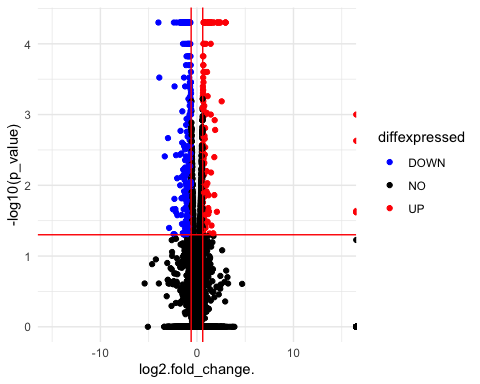 4
3
2
1
0
-log10(p_value)
-10
0
10
log2.fold_change.
diffexpressed
DOWN
NO
UP